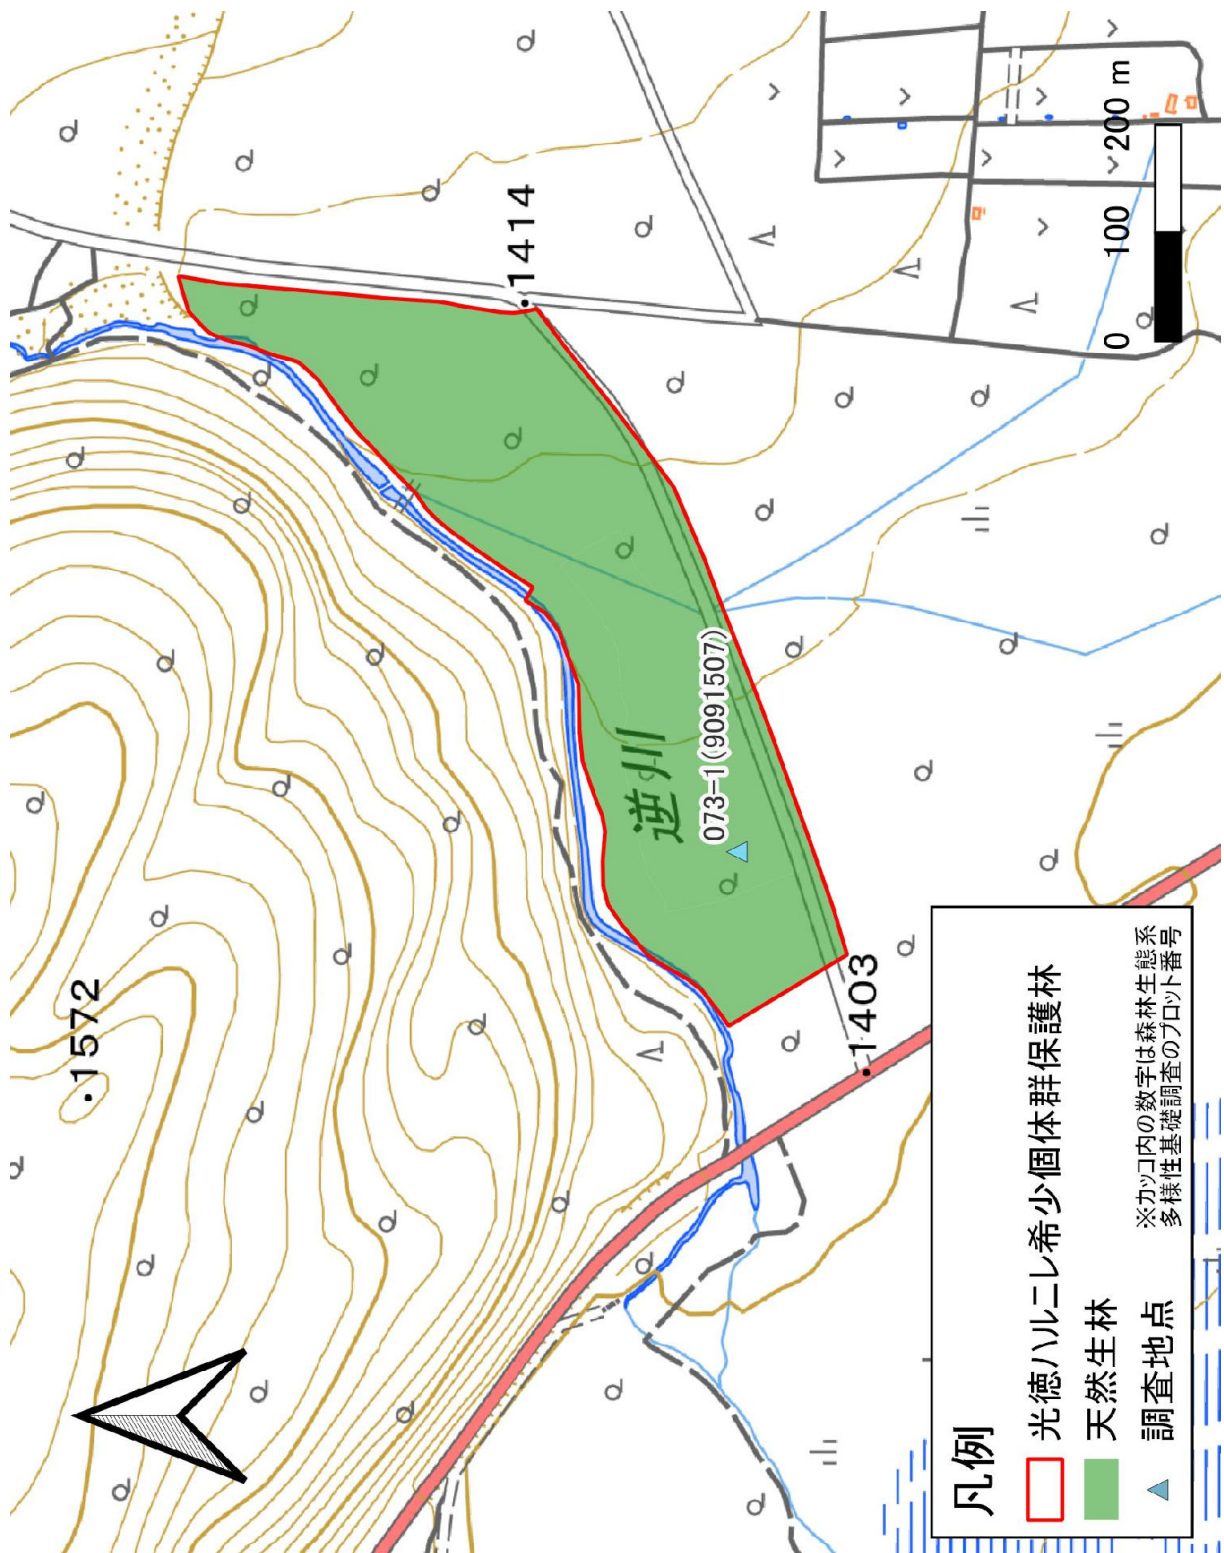 1572
1414
逆川
073-1(9091507)
1403
0 100 200 m
凡例
光徳ハルニレ希少個体群保護林
天然生林
調査地点
※カッコ内の数字は森林生態系
多様性基礎調査のプロット番号